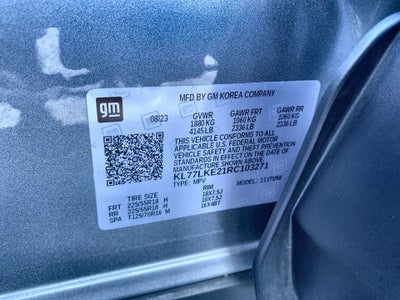 gm
MFD BY GM KOREA COMPANY
08/23 GVWR GAWR FRT GAWR RR
1880 KG 1060 KG 1060 KG
4145 LB 2336 LB 2336 LB
THIS VEHICLE CONFORMS TO ALL
APPLICABLE U.S. FEDERAL MOTOR
VEHICLE SAFETY STANDARDS
IN EFFECT ON THE DATE OF
MANUFACTURE SHOWN ABOVE
KL77LKE21RC103271
TYPE: MPV 1117U58
TIRE SIZE RIM
FRT 225/55R18 H 18X7.5J
RR 225/55R18 H 18X7.5J
SPA T125/70R16 M 16X4BT